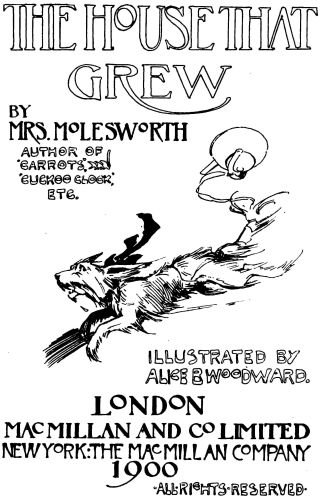 THE HOUSE THAT
GREW
BY
MRS. MOLESWORTH
AUTHOR OF
"CARROTS,"
"CUCKOO CLOCK,"
ETC.
ILLUSTRATED BY
ALICE B WOODWARD.
LONDON
MACMILLAN AND CO LIMITED
NEW YORK: THE MACMILLAN COMPANY
1900
·ALL RIGHTS·RESERVED·